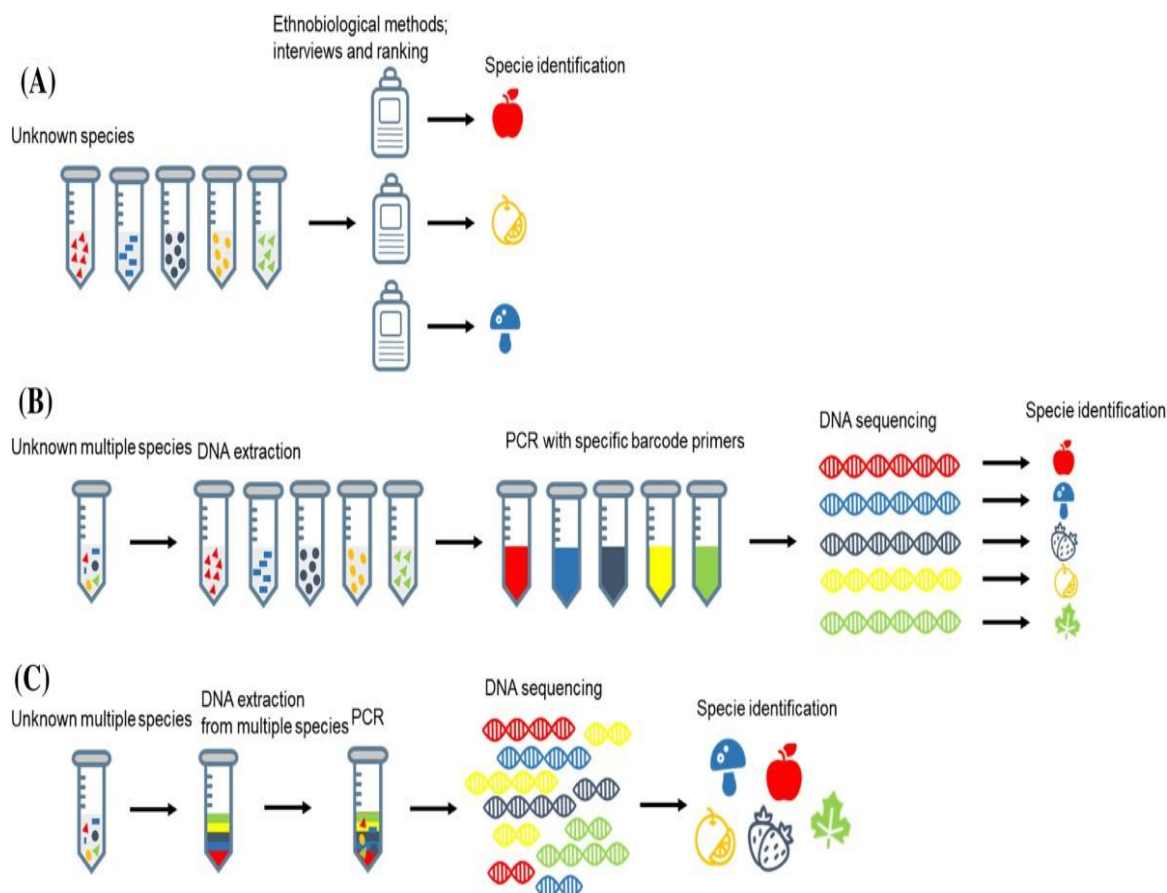 Ethnobiological methods;
interviews and ranking
Specie identification
(A)
Unknown species
(B)
Unknown multiple species
DNA extraction
PCR with specific barcode primers
DNA sequencing
Specie identification
(C)
Unknown multiple species
DNA extraction
from multiple species
PCR
DNA sequencing
Specie identification